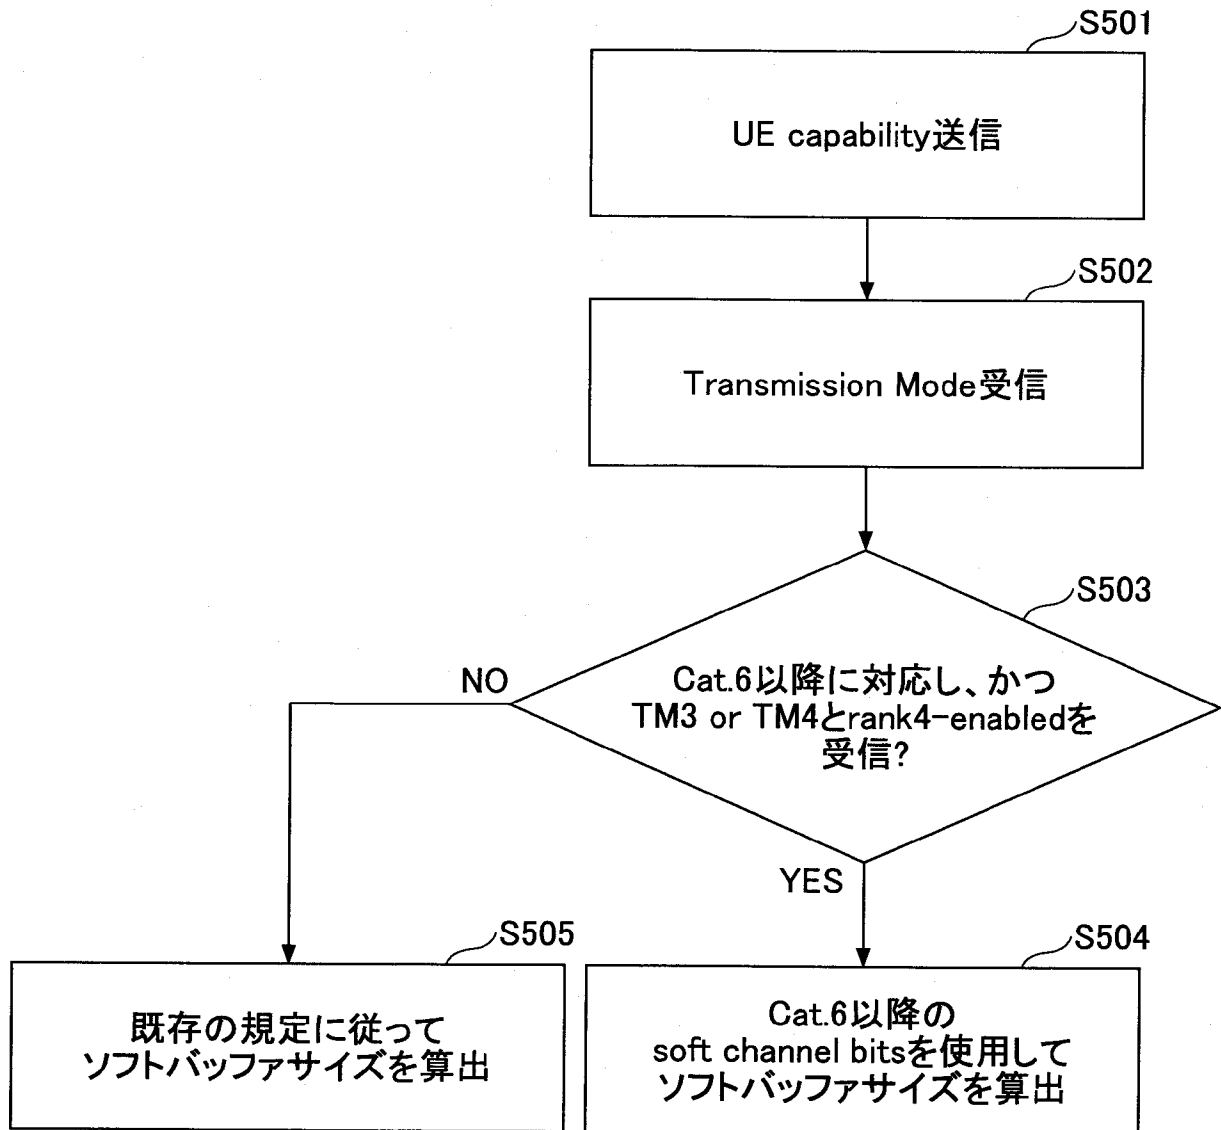 S501
UE capability送信
S502
Transmission Mode受信
S503
Cat.6以降に対応し、かつ
TM3 or TM4とrank4-enabledを
受信?
NO
YES
S505
既存の規定に従って
ソフトバッファサイズを算出
S504
Cat.6以降の
soft channel bitsを使用して
ソフトバッファサイズを算出